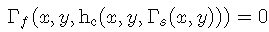 Γ_f(x, y, h_c(x, y, Γ_s(x, y))) = 0